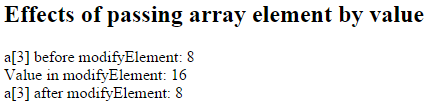 Effects of passing array element by value
a[3] before modifyElement: 8
Value in modifyElement: 16
a[3] after modifyElement: 8